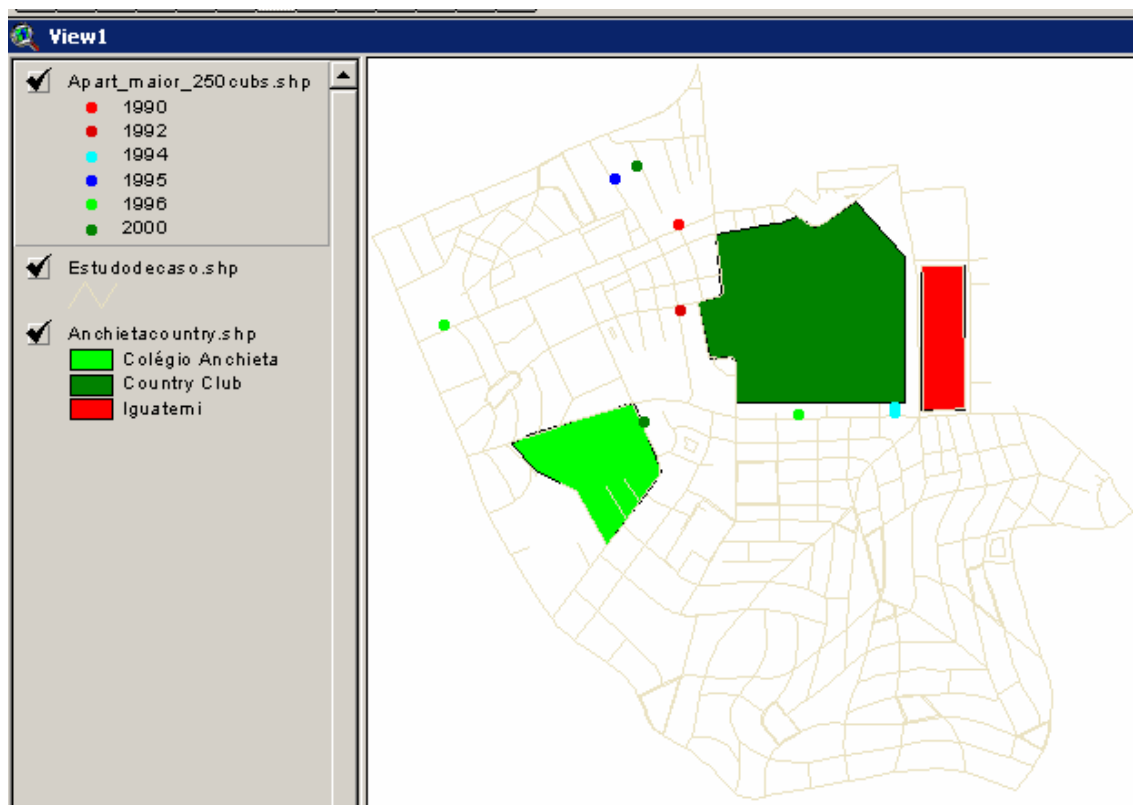 View1
Apart_maior_250cubs.shp
1990
1992
1994
1995
1996
2000
Estudodecaso.shp
Anchietacountry.shp
Colégio Anchieta
Country Club
Iguatemi